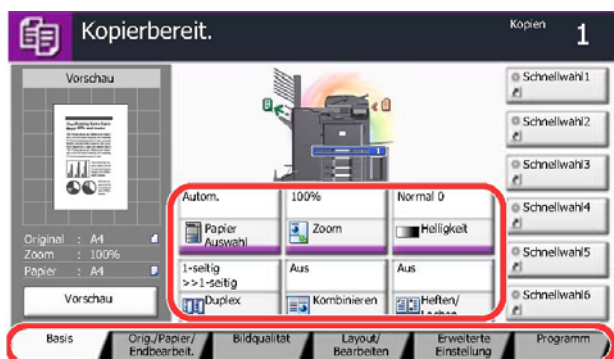 Kopierbereit.
Kopien
1
Vorschau
Original : A4
Zoom : 100%
Papier : A4
Vorschau
1
Autom.
Papier
Auswahl
100%
Zoom
Normal 0
Helligkeit
1-seitig
>>1-seitig
Duplex
Aus
Kombinieren
Aus
Heften/
Schnellwahl1
Schnellwahl2
Schnellwahl3
Schnellwahl4
Schnellwahl5
Schnellwahl6
Basis
Orig./Papier/
Endbearbeit.
Bildqualität
Layout/
Bearbeiten
Erweiterte
Einstellung
Programm